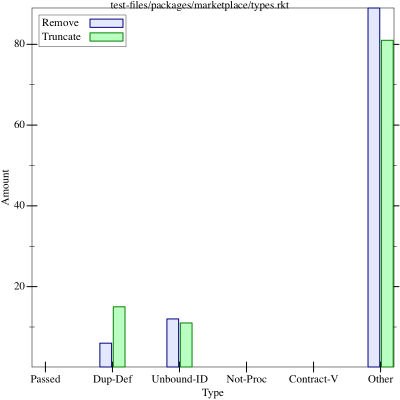 test-files/packages/marketplace/types.rkt
Remove
Truncate
80
60
40
20
Amount
Passed Dup-Def Unbound-ID Not-Proc Contract-V Other
Type